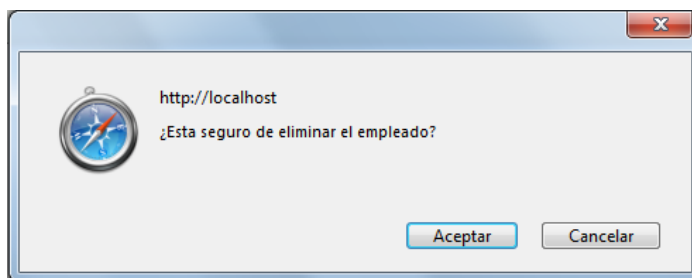 http://localhost
¿Esta seguro de eliminar el empleado?
Aceptar Cancelar